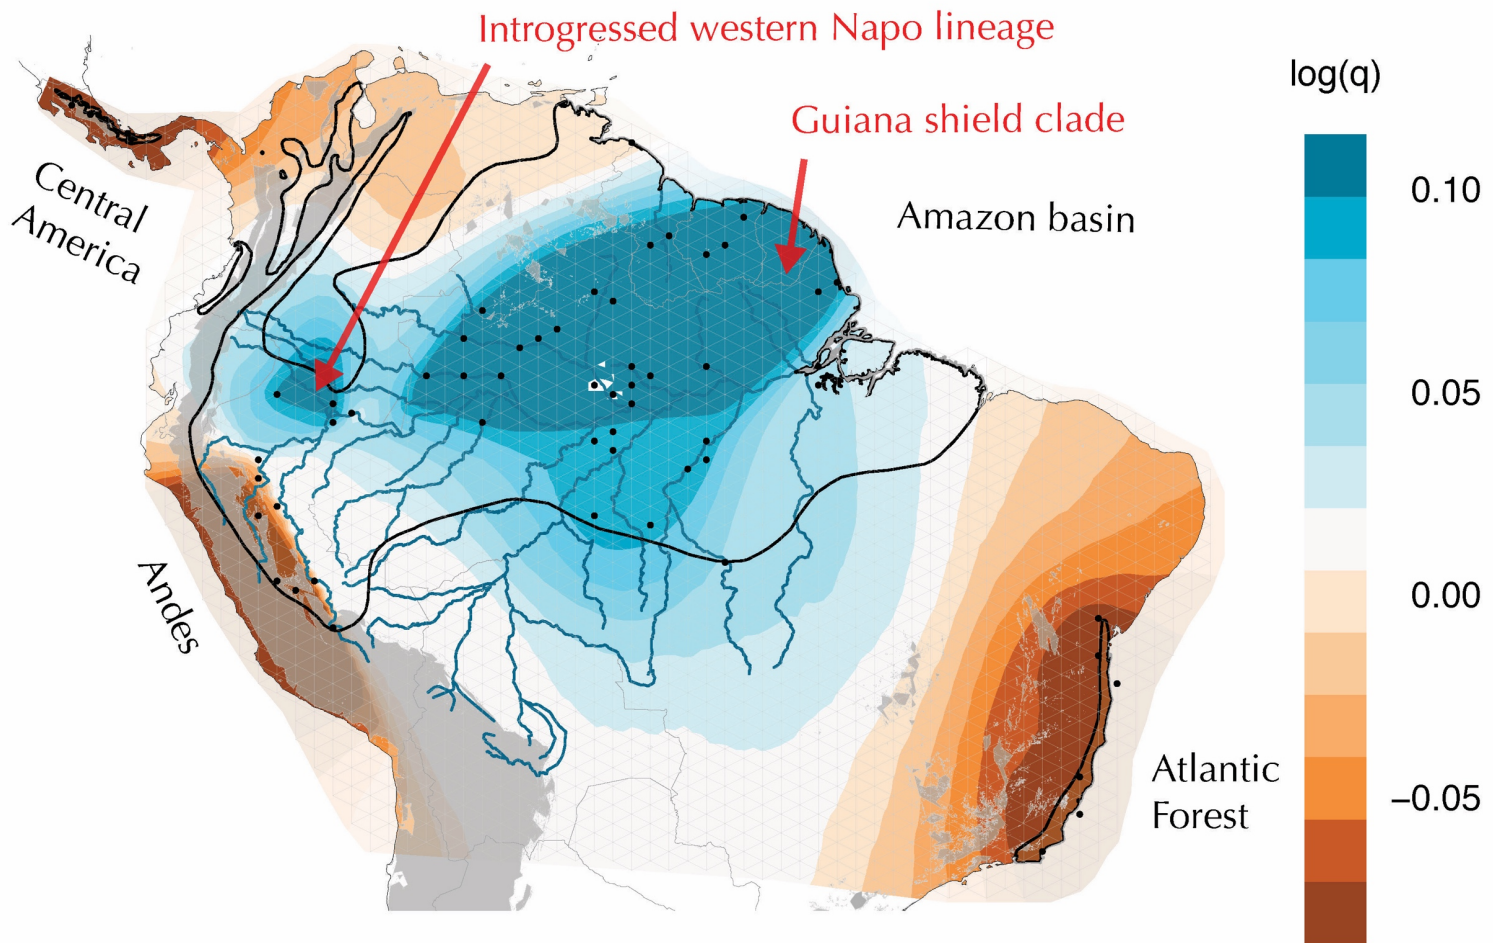 Introgressed western Napo lineage
log(q)
Guiana shield clade
Central
America
Amazon basin
0.10
0.05
0.00
−0.05
Andes
Atlantic
Forest